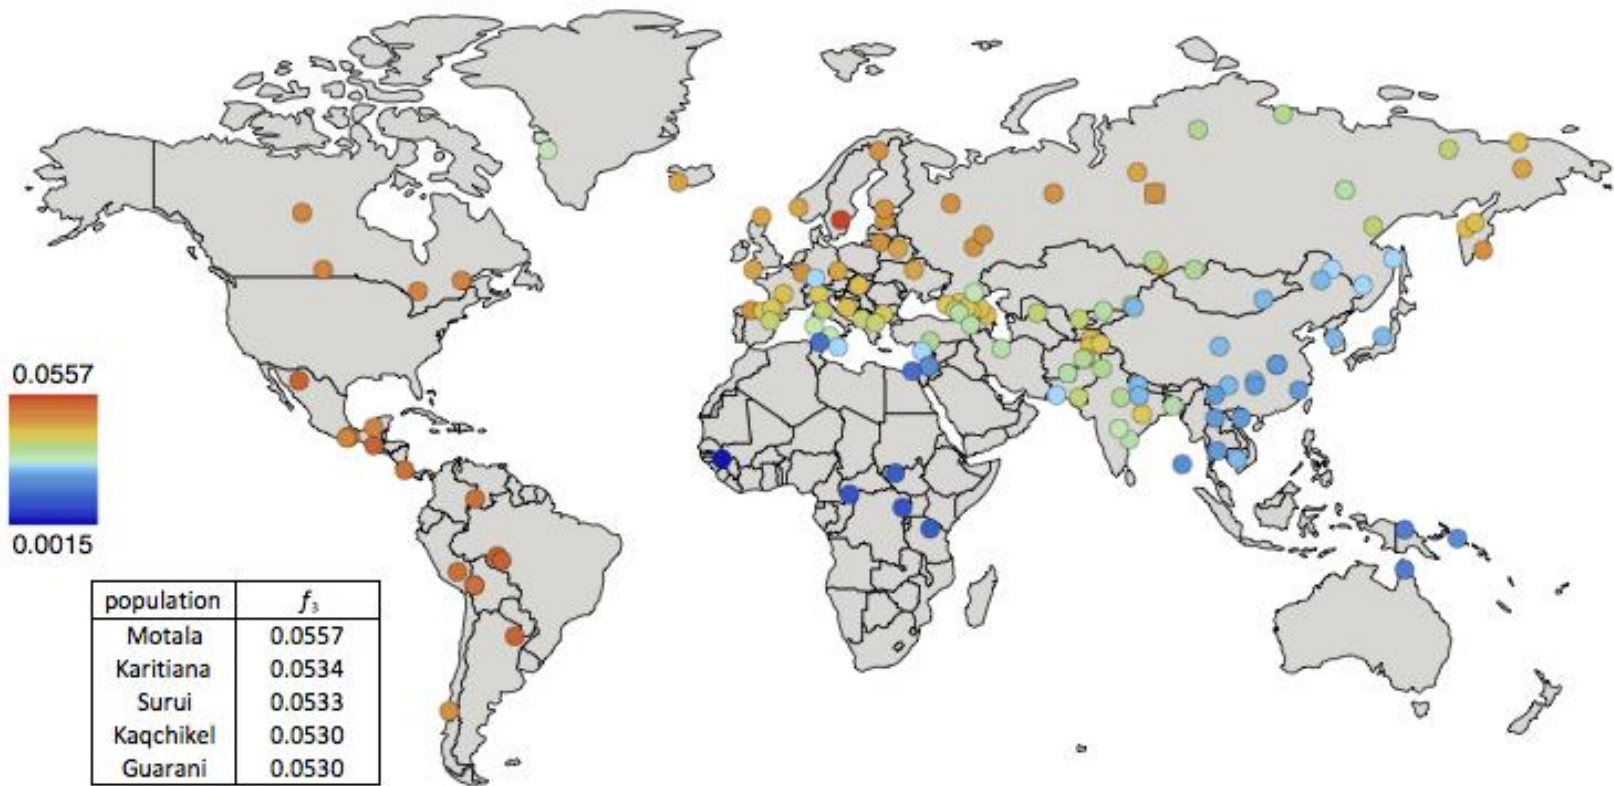 0.0557
0.0015
population f₃
Motala 0.0557
Karitiana 0.0534
Surui 0.0533
Kaqchikel 0.0530
Guarani 0.0530